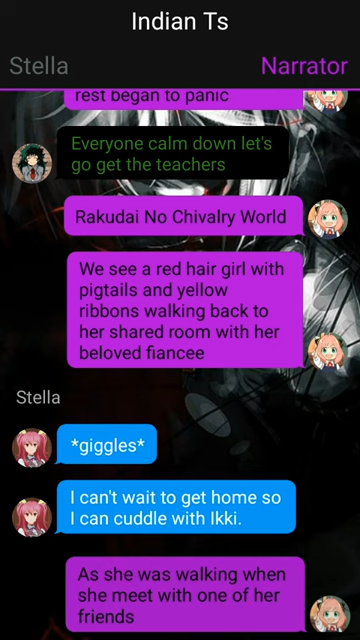 Indian Ts
Stella
Narrator
rest began to panic
Everyone calm down let's
go get the teachers
Rakudai No Chivalry World
We see a red hair girl with
pigtails and yellow
ribbons walking back to
her shared room with her
beloved fiancee
Stella
*giggles*
I can't wait to get home so
I can cuddle with Ikki.
As she was walking when
she meet with one of her
friends